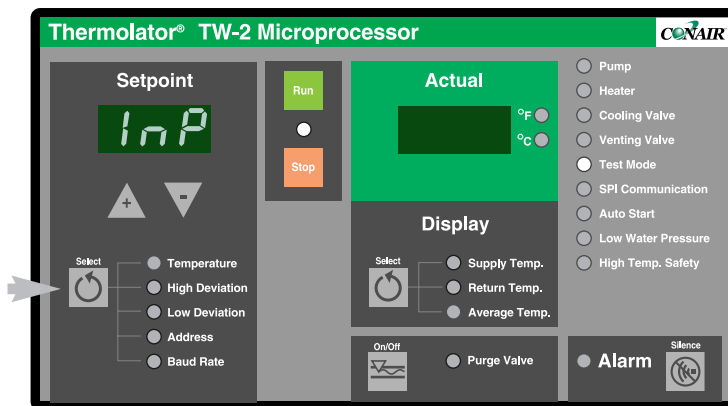 Thermolator® TW-2 Microprocessor
CONAIR
Setpoint
InP
+
-
Select
Temperature
High Deviation
Low Deviation
Address
Baud Rate
Run
Stop
Actual
°F
°C
Display
Select
Supply Temp.
Return Temp.
Average Temp.
On/Off
Purge Valve
Pump
Heater
Cooling Valve
Venting Valve
Test Mode
SPI Communication
Auto Start
Low Water Pressure
High Temp. Safety
Alarm
Silence